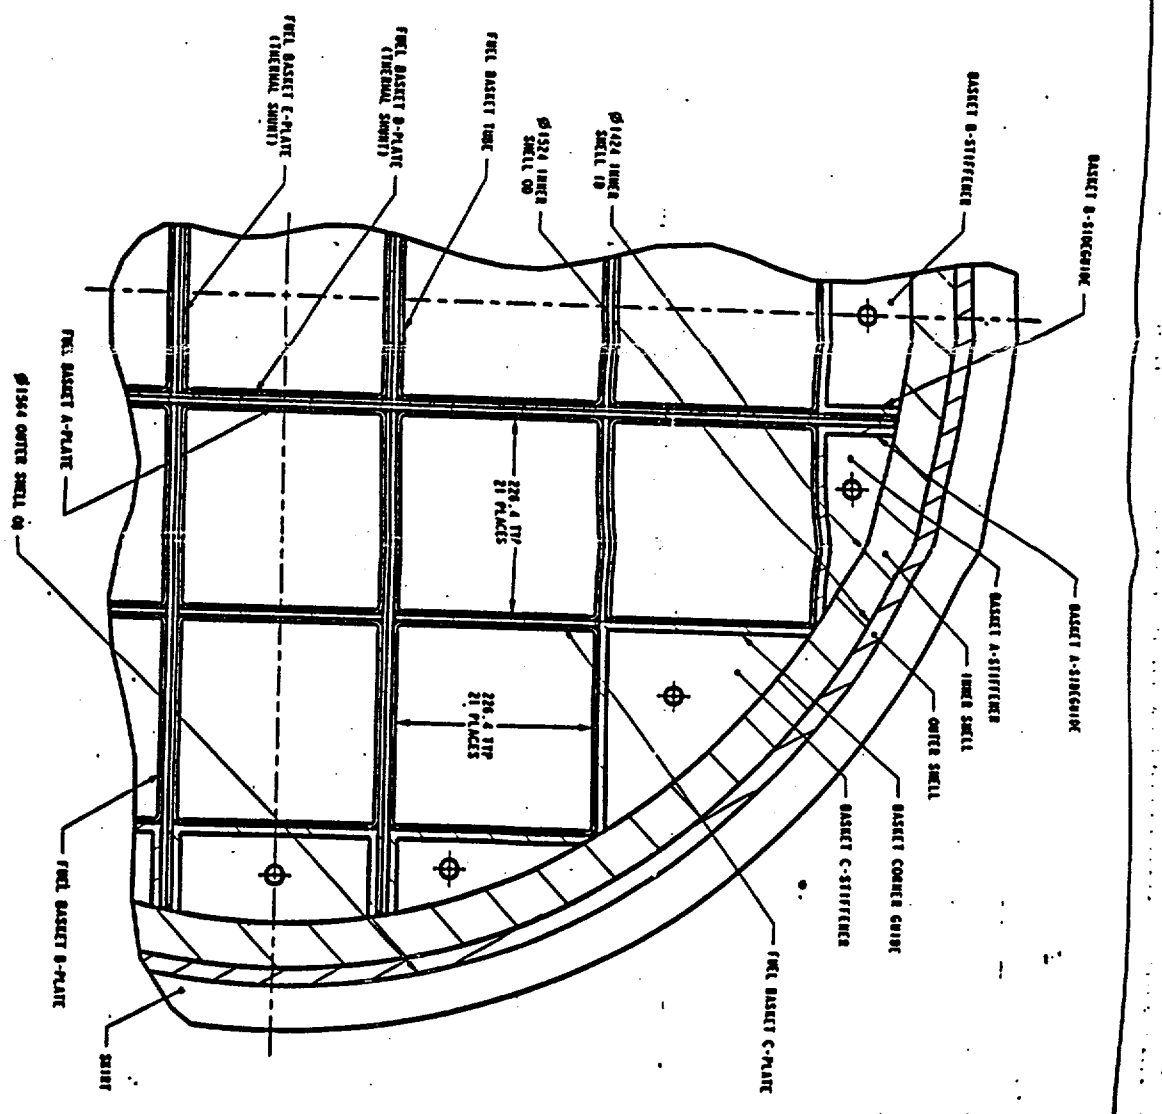 BASKET B-SIDEGUIDE
BASKET B-STIFFENER
Ø1424 INNER
SHELL ID
Ø1524 INNER
SHELL OD
FUEL BASKET TUBE
FUEL BASKET D-PLATE
(THERMAL SHUNT)
FUEL BASKET E-PLATE
(THERMAL SHUNT)
BASKET A-SIDEGUIDE
BASKET A-STIFFENER
INNER SHELL
OUTER SHELL
BASKET CORNER GUIDE
BASKET C-STIFFENER
FUEL BASKET C-PLATE
226.4 TYP
21 PLACES
226.4 TYP
21 PLACES
FUEL BASKET A-PLATE
Ø1564 OUTER SHELL OD
FUEL BASKET B-PLATE
SKIRT